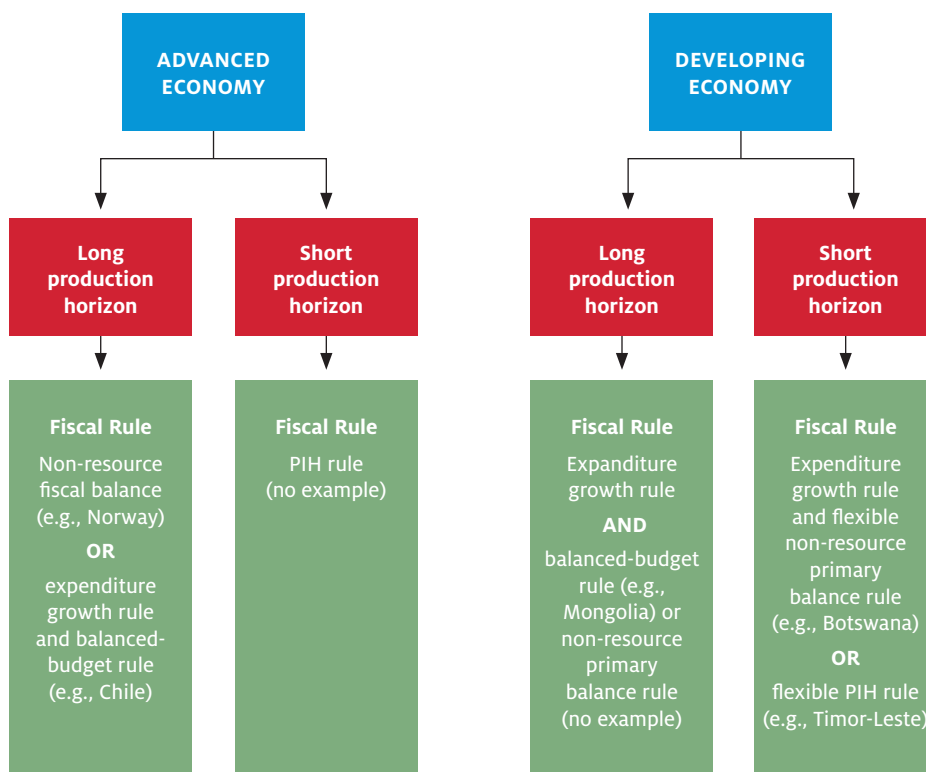 ADVANCED
ECONOMY
DEVELOPING
ECONOMY
Long
production
horizon
Short
production
horizon
Long
production
horizon
Short
production
horizon
Fiscal Rule
Non-resource
fiscal balance
(e.g., Norway)
OR
expenditure
growth rule
and balanced-
budget rule
(e.g., Chile)
Fiscal Rule
PIH rule
(no example)
Fiscal Rule
Expanditure
growth rule
AND
balanced-budget
rule (e.g.,
Mongolia) or
non-resource
primary
balance rule
(no example)
Fiscal Rule
Expenditure
growth rule
and flexible
non-resource
primary
balance rule
(e.g., Botswana)
OR
flexible PIH rule
(e.g., Timor-Leste)